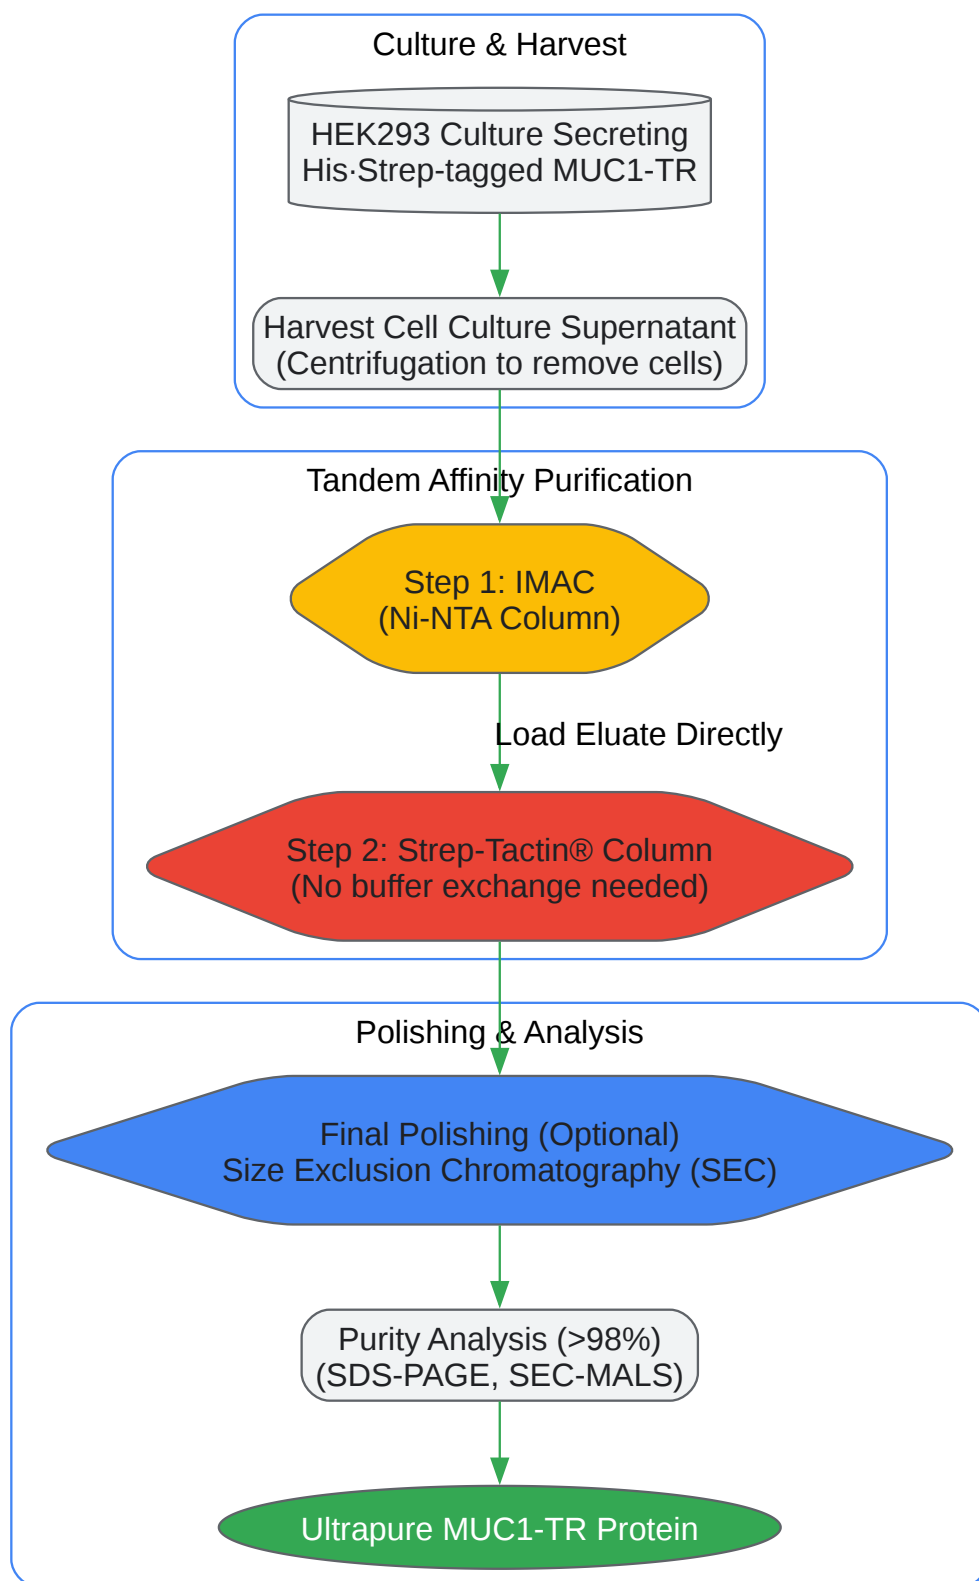 Culture & Harvest
HEK293 Culture Secreting
His·Strep-tagged MUC1-TR
Harvest Cell Culture Supernatant
(Centrifugation to remove cells)
Tandem Affinity Purification
Step 1: IMAC
(Ni-NTA Column)
Load Eluate Directly
Step 2: Strep-Tactin® Column
(No buffer exchange needed)
Polishing & Analysis
Final Polishing (Optional)
Size Exclusion Chromatography (SEC)
Purity Analysis (>98%)
(SDS-PAGE, SEC-MALS)
Ultrapure MUC1-TR Protein